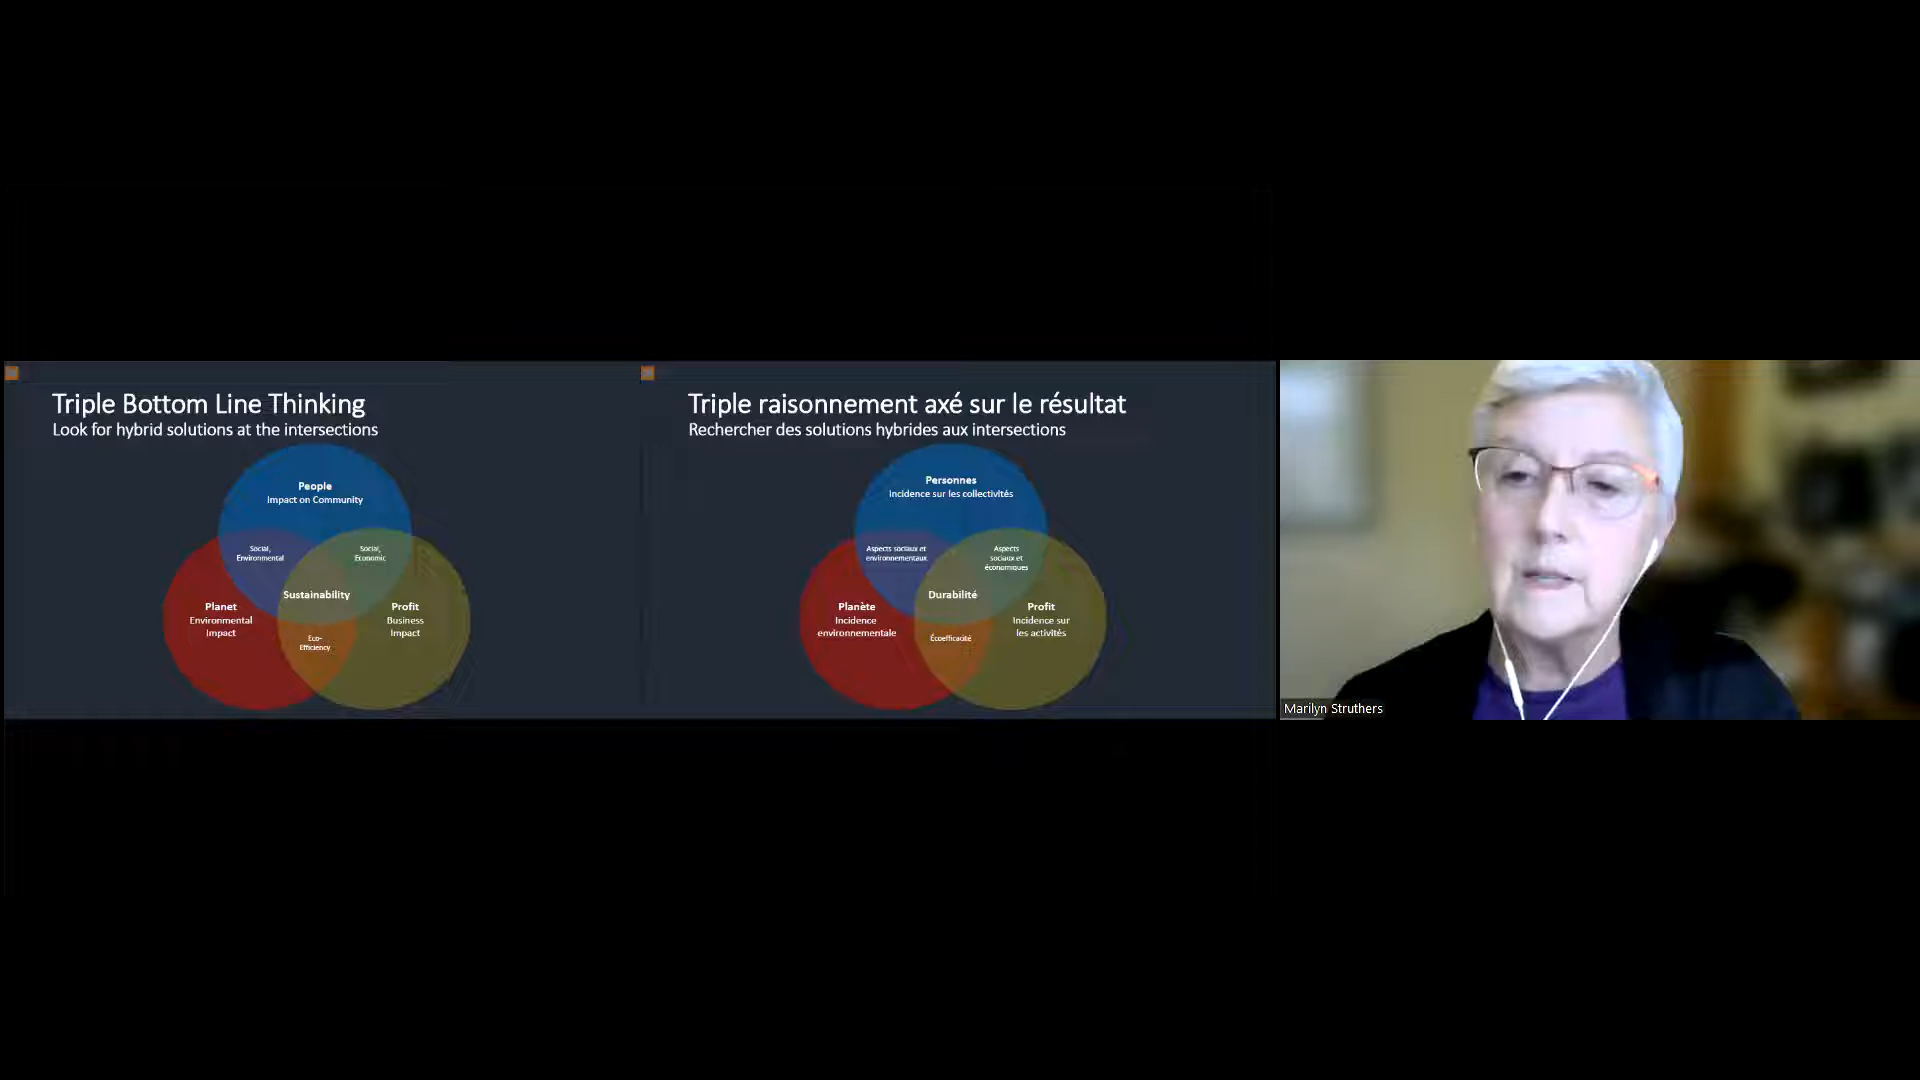 Triple Bottom Line Thinking
Look for hybrid solutions at the intersections
People
Impact on Community
Social,
Environmental
Social,
Economic
Sustainability
Planet
Environmental
Impact
Profit
Business
Impact
Eco-
Efficiency
Triple raisonnement axé sur le résultat
Rechercher des solutions hybrides aux intersections
Personnes
Incidence sur les collectivités
Aspects sociaux et
environnementaux
Aspects
sociaux et
économiques
Durabilité
Planète
Incidence
environnementale
Profit
Incidence sur
les activités
Écoefficacité
Marilyn Struthers